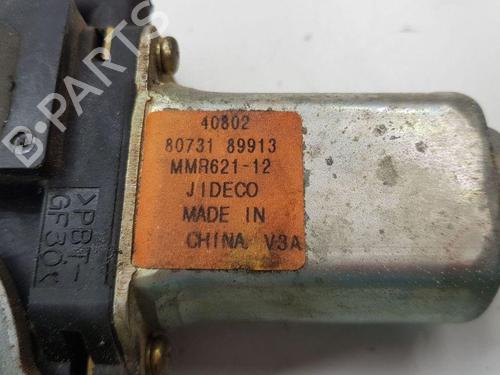 40802
80731 89913
MMR621-12
JIDECO
MADE IN
CHINA V3A
>PBT-
GF30<
B-PARTS